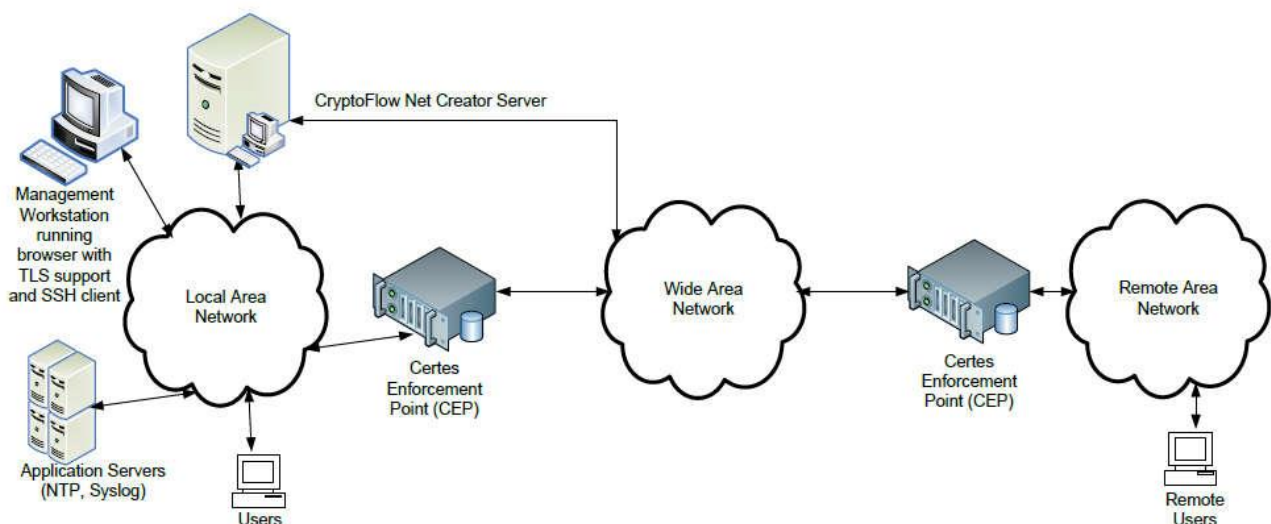 CryptoFlow Net Creator Server
Management
Workstation
running
browser with
TLS support
and SSH client
Local Area
Network
Wide Area
Network
Remote Area
Network
Certes
Enforcement
Point (CEP)
Certes
Enforcement
Point (CEP)
Application Servers
(NTP, Syslog)
Users
Remote
Users